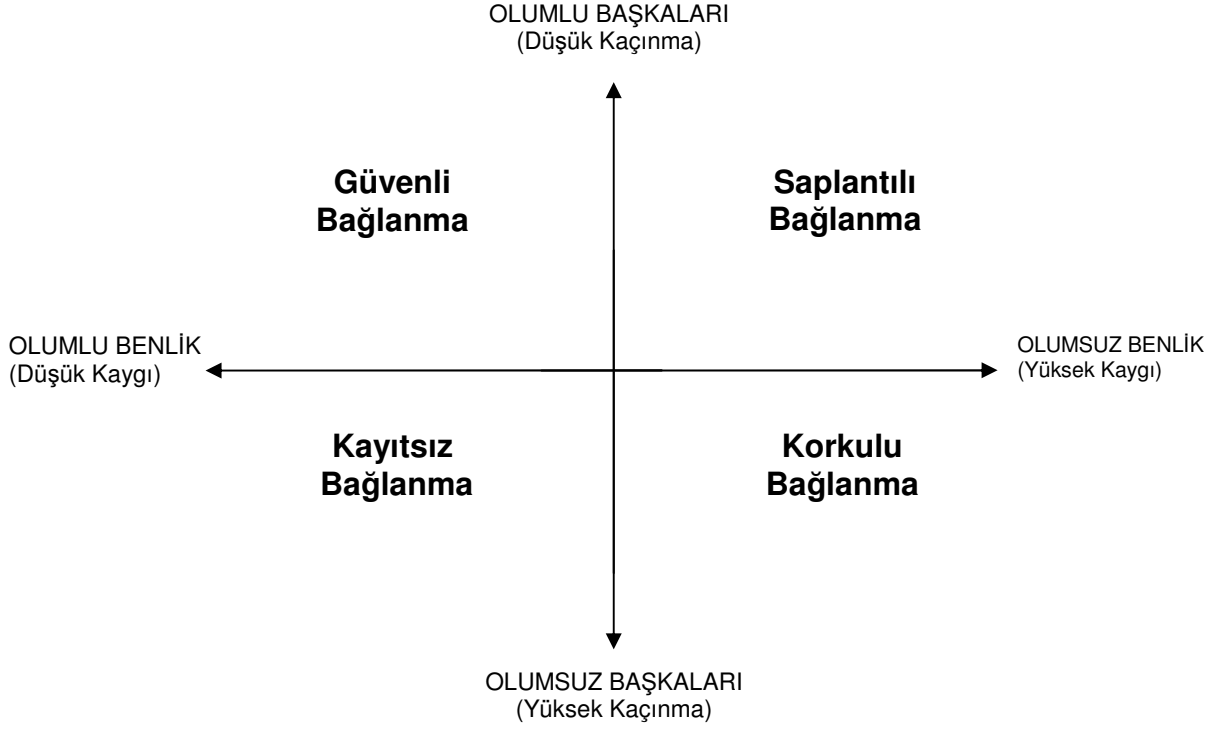 OLUMLU BAŞKALARI
(Düşük Kaçınma)
Güvenli
Bağlanma
Saplantılı
Bağlanma
OLUMLU BENLİK
(Düşük Kaygı)
OLUMSUZ BENLİK
(Yüksek Kaygı)
Kayıtsız
Bağlanma
Korkulu
Bağlanma
OLUMSUZ BAŞKALARI
(Yüksek Kaçınma)